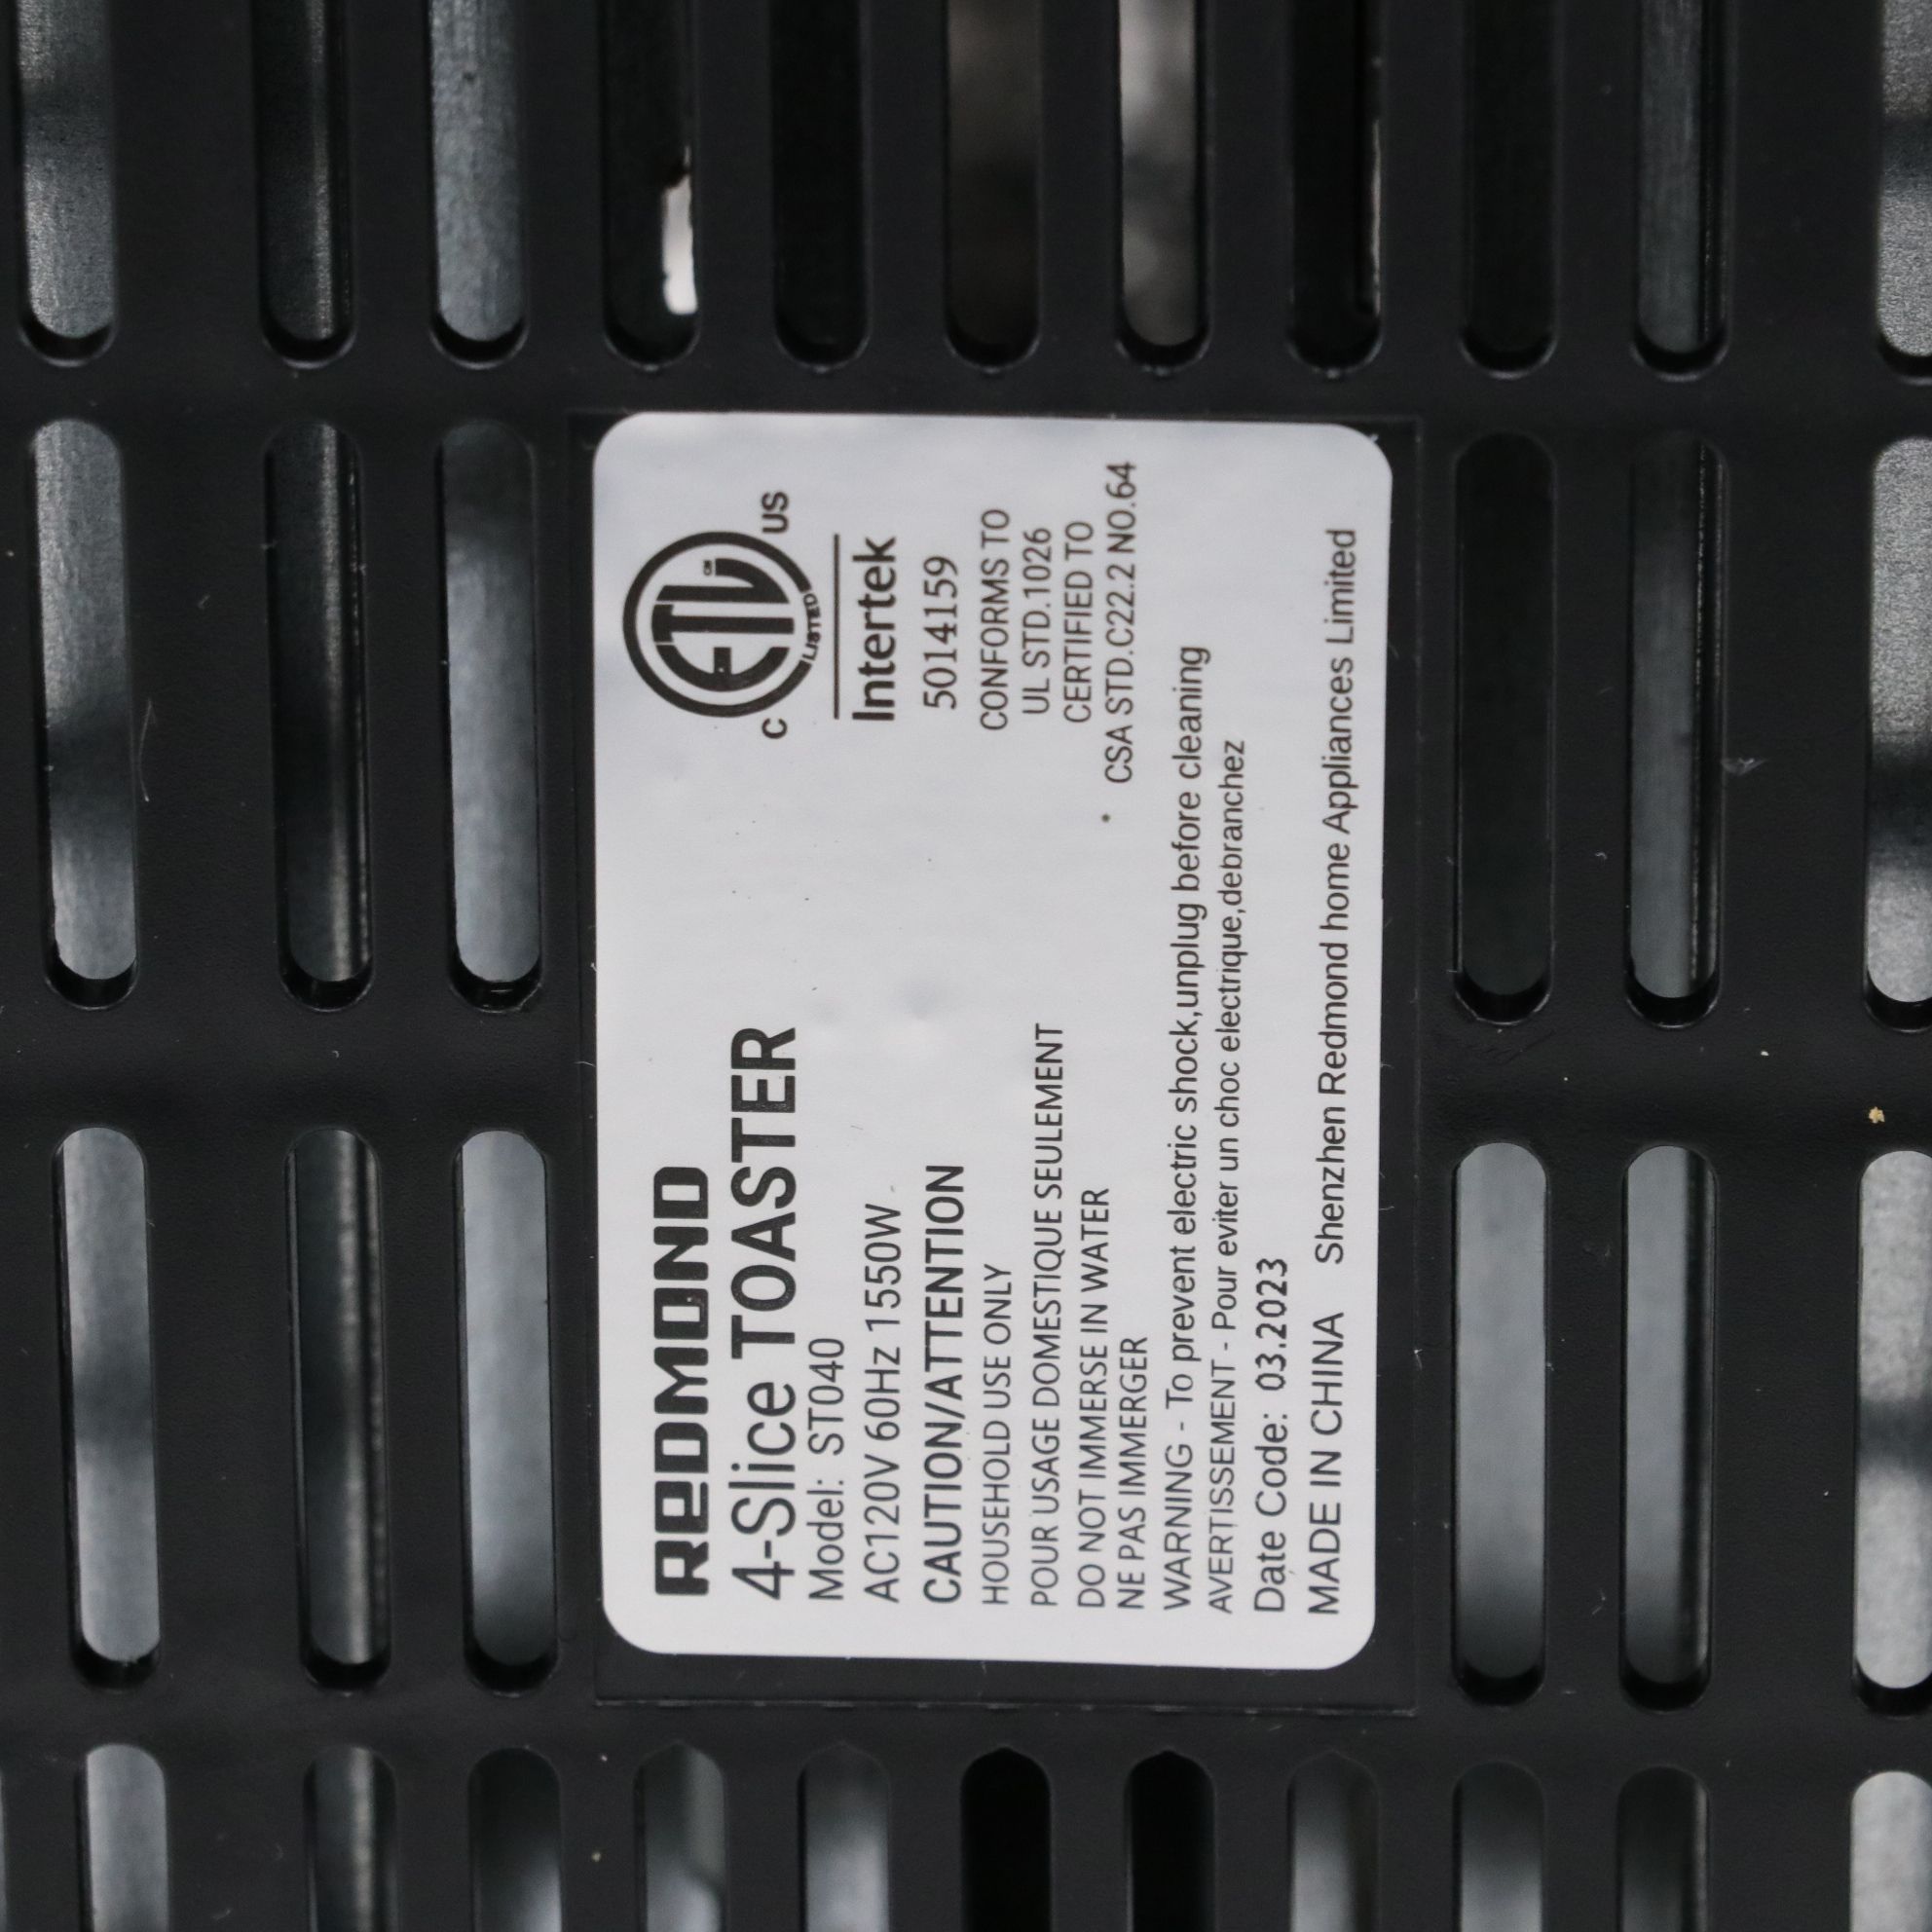 REDMOND
4-Slice TOASTER
Model: ST040
AC120V 60Hz 1550W
CAUTION/ATTENTION
HOUSEHOLD USE ONLY
POUR USAGE DOMESTIQUE SEULEMENT
DO NOT IMMERSE IN WATER
NE PAS IMMERGER
C ETL CM LISTED US
Intertek
5014159
CONFORMS TO
UL STD.1026
CERTIFIED TO
CSA STD.C22.2 NO.64
WARNING - To prevent electric shock,unplug before cleaning
AVERTISSEMENT - Pour eviter un choc electrique,debranchez
Date Code: 03.2023
MADE IN CHINA Shenzhen Redmond home Appliances Limited